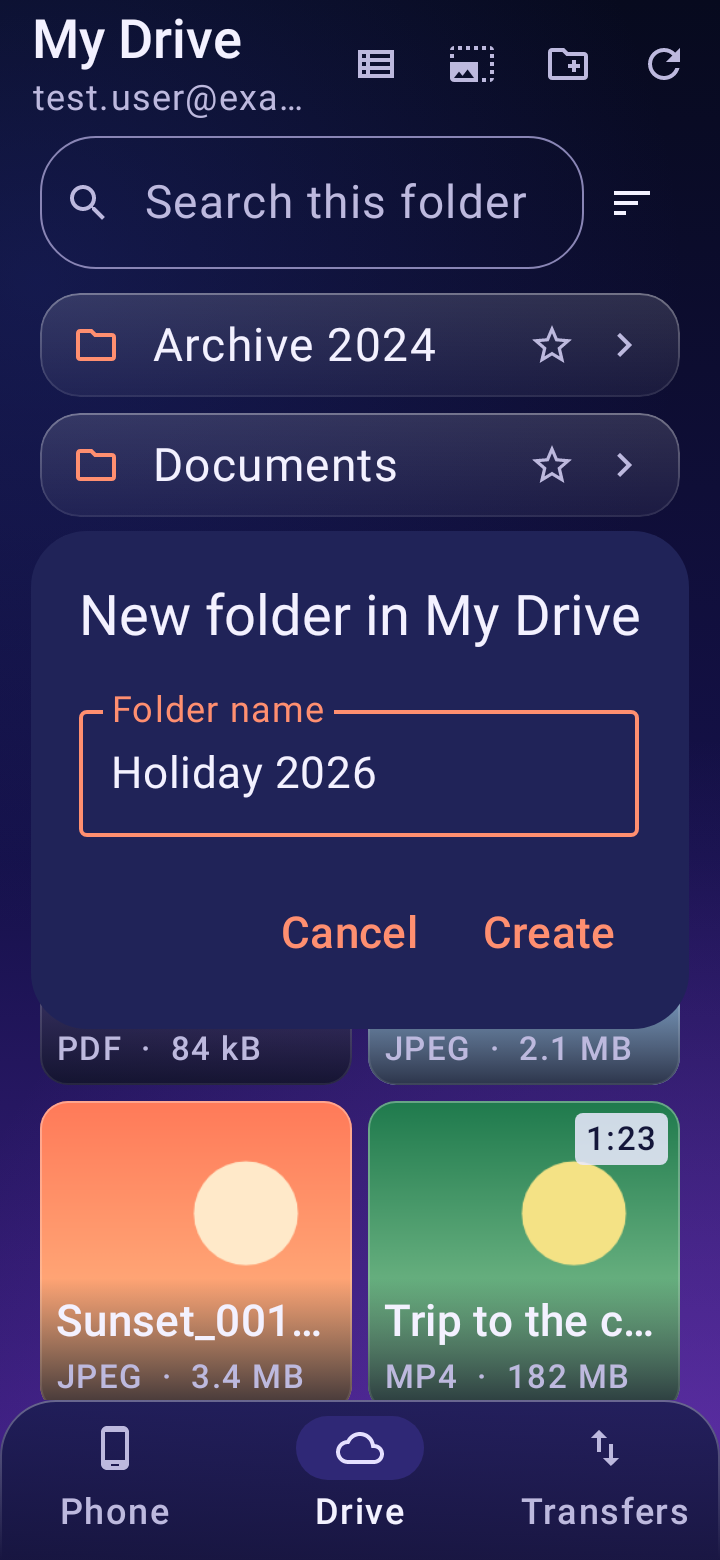 My Drive
test.user@exa…
Search this folder
Archive 2024
Documents
New folder in My Drive
Folder name
Holiday 2026
Cancel Create
PDF · 84 kB
JPEG · 2.1 MB
1:23
Sunset_001…
JPEG · 3.4 MB
Trip to the c…
MP4 · 182 MB
Phone Drive Transfers